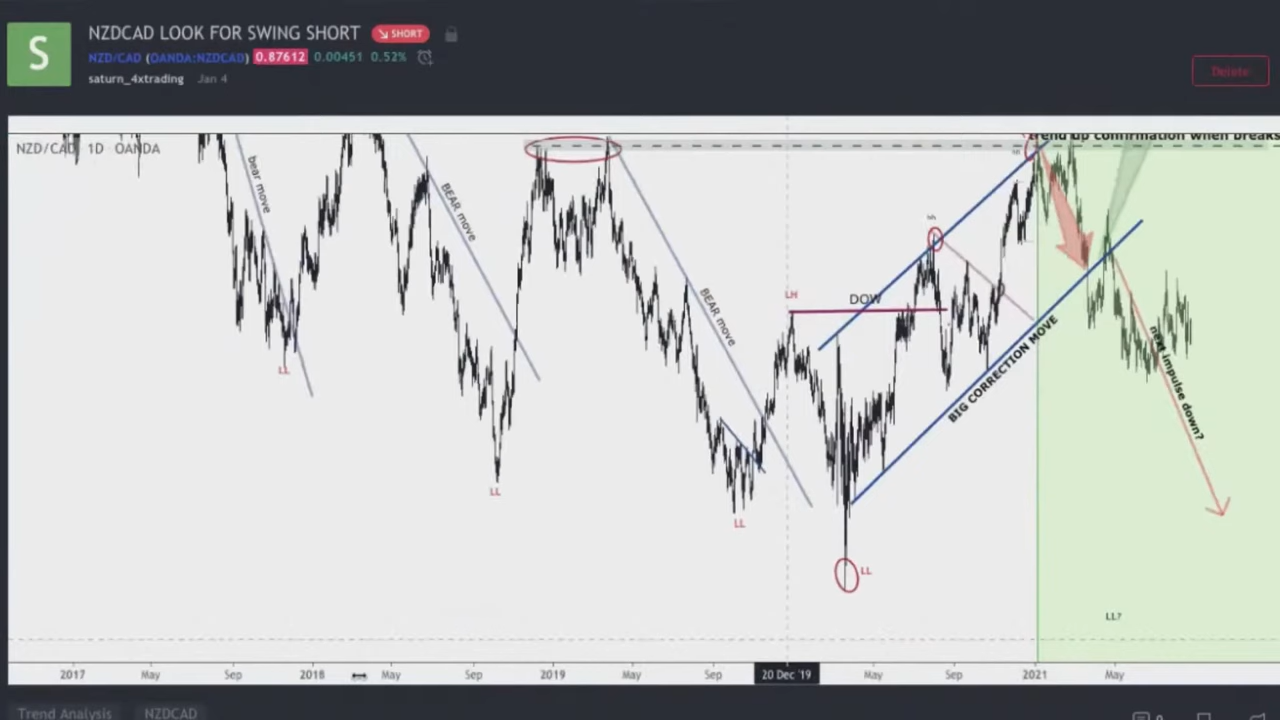 S
NZDCAD LOOK FOR SWING SHORT
SHORT
NZD/CAD (OANDA:NZDCAD) 0.87612 0.00451 0.52%
saturn_4xtrading Jan 4
Delete
NZD/CAD 1D OANDA
Trend up confirmation when breaks
bear move
BEAR move
BEAR move
LH
DOW
BIG CORRECTION MOVE
next impulse down?
LL
LL
LL
LL
LL?
2017 May Sep 2018 May Sep 2019 May Sep 20 Dec '19 May Sep 2021 May
Trend Analysis NZDCAD